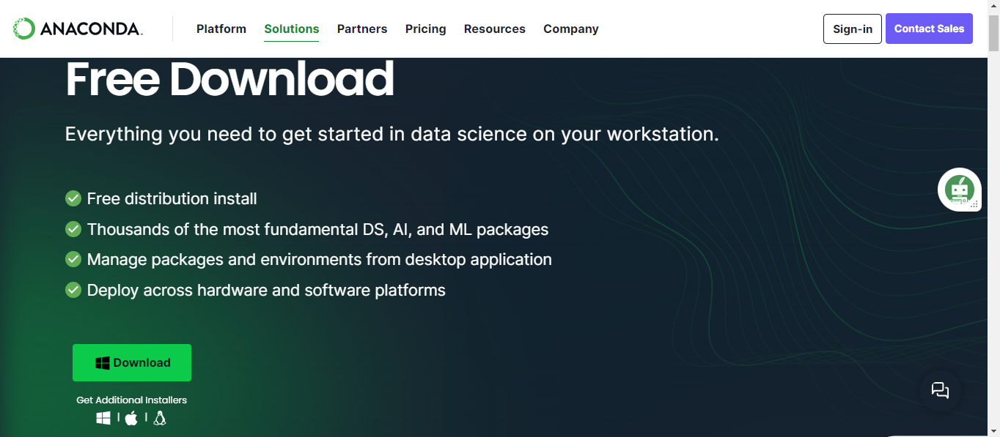 ANACONDA.
Platform Solutions Partners Pricing Resources Company Sign-in Contact Sales
Free Download
Everything you need to get started in data science on your workstation.
Free distribution install
Thousands of the most fundamental DS, AI, and ML packages
Manage packages and environments from desktop application
Deploy across hardware and software platforms
Download
Get Additional Installers